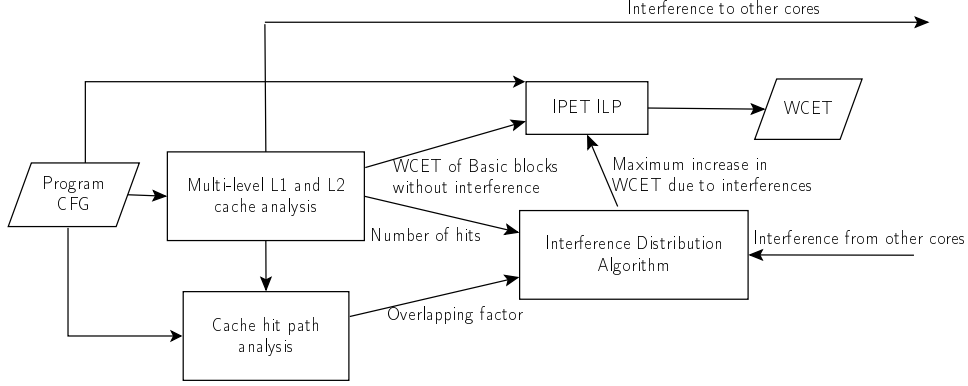 Interference to other cores
IPET ILP
WCET
Program
CFG
Multi-level L1 and L2
cache analysis
WCET of Basic blocks
without interference
Maximum increase in
WCET due to interferences
Number of hits
Interference Distribution
Algorithm
Interference from other cores
Cache hit path
analysis
Overlapping factor